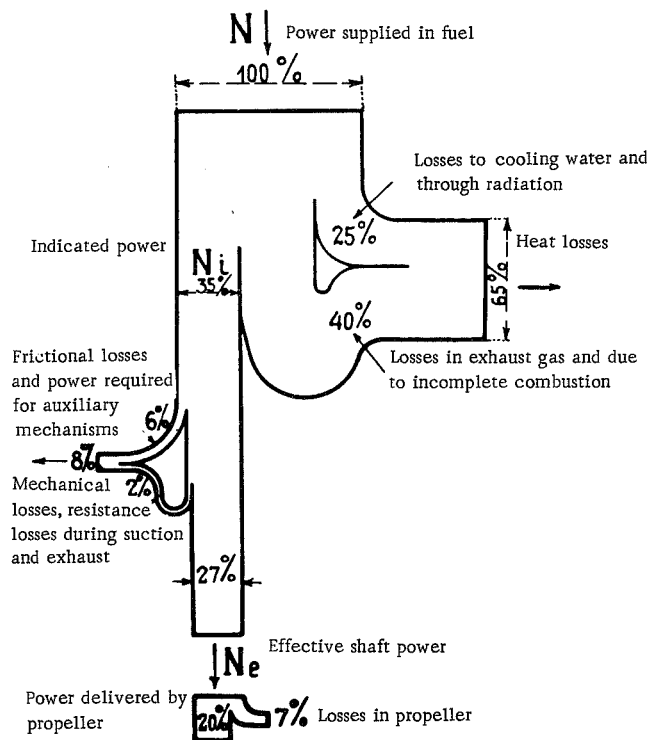 N Power supplied in fuel
100%
Losses to cooling water and
through radiation
25%
Indicated power
Ni
35%
Heat losses
65%
40%
Losses in exhaust gas and due
to incomplete combustion
Frictional losses
and power required
for auxiliary
mechanisms
6%
8%
2%
Mechanical
losses, resistance
losses during suction
and exhaust
27%
Effective shaft power
Ne
Power delivered by
propeller
20%
7% Losses in propeller